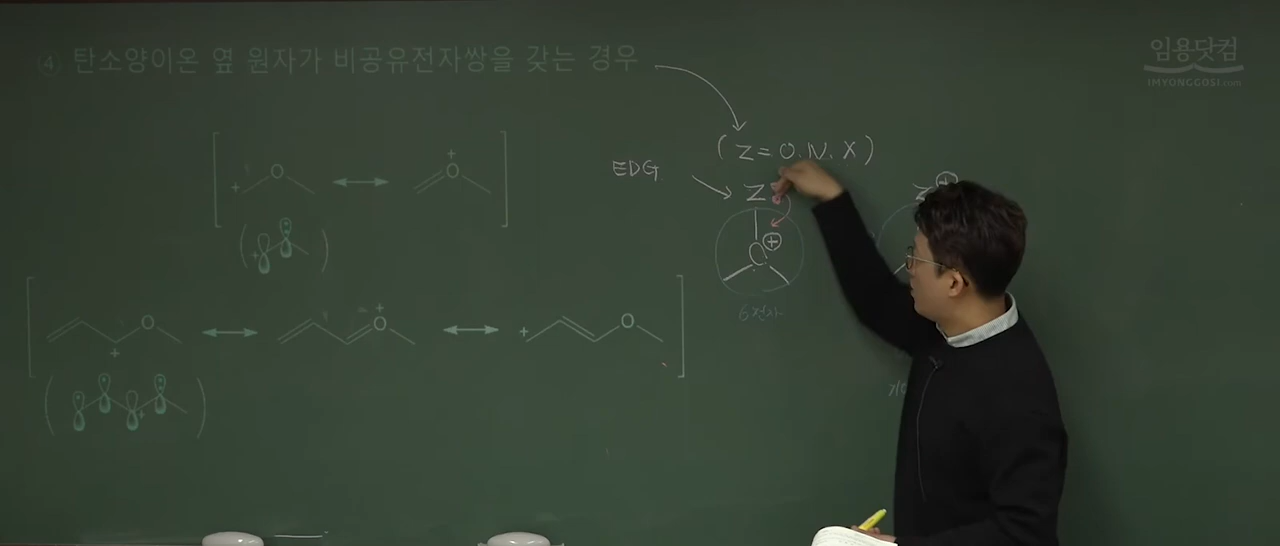 ④ 탄소양이온 옆 원자가 비공유전자쌍을 갖는 경우
임용닷컴
IMYONGGOSI.com
(Z=O.N.X)
EDG
Z
C ⊕
6전자
Z ⊕
+ O
+
O
+
+
O
+
+
O
+
O
+